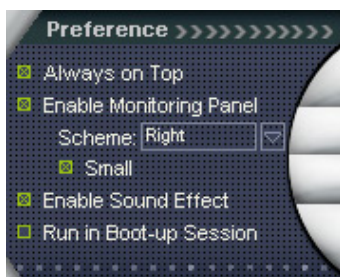 Preference >>>>>>>>>>>
Always on Top
Enable Monitoring Panel
Scheme: Right
Small
Enable Sound Effect
Run in Boot-up Session